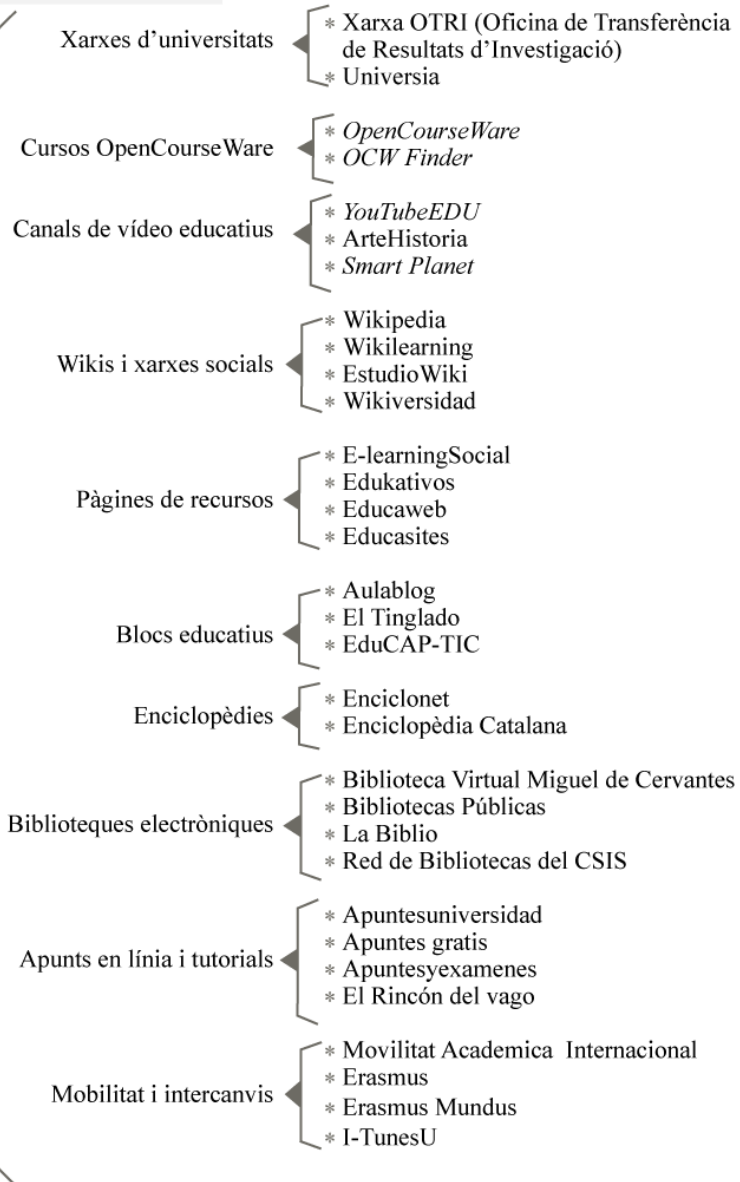 Xarxes d'universitats
* Xarxa OTRI (Oficina de Transferència
de Resultats d'Investigació)
* Universia
Cursos OpenCourseWare
* OpenCourseWare
* OCW Finder
Canals de vídeo educatius
* YouTubeEDU
* ArteHistoria
* Smart Planet
Wikis i xarxes socials
* Wikipedia
* Wikilearning
* EstudioWiki
* Wikiversidad
Pàgines de recursos
* E-learningSocial
* Edukativos
* Educaweb
* Educasites
Blocs educatius
* Aulablog
* El Tinglado
* EduCAP-TIC
Enciclopèdies
* Enciclonet
* Enciclopèdia Catalana
Biblioteques electròniques
* Biblioteca Virtual Miguel de Cervantes
* Bibliotecas Públicas
* La Biblio
* Red de Bibliotecas del CSIS
Apunts en línia i tutorials
* Apuntesuniversidad
* Apuntes gratis
* Apuntesyexamenes
* El Rincón del vago
Mobilitat i intercanvis
* Movilitat Academica Internacional
* Erasmus
* Erasmus Mundus
* I-TunesU